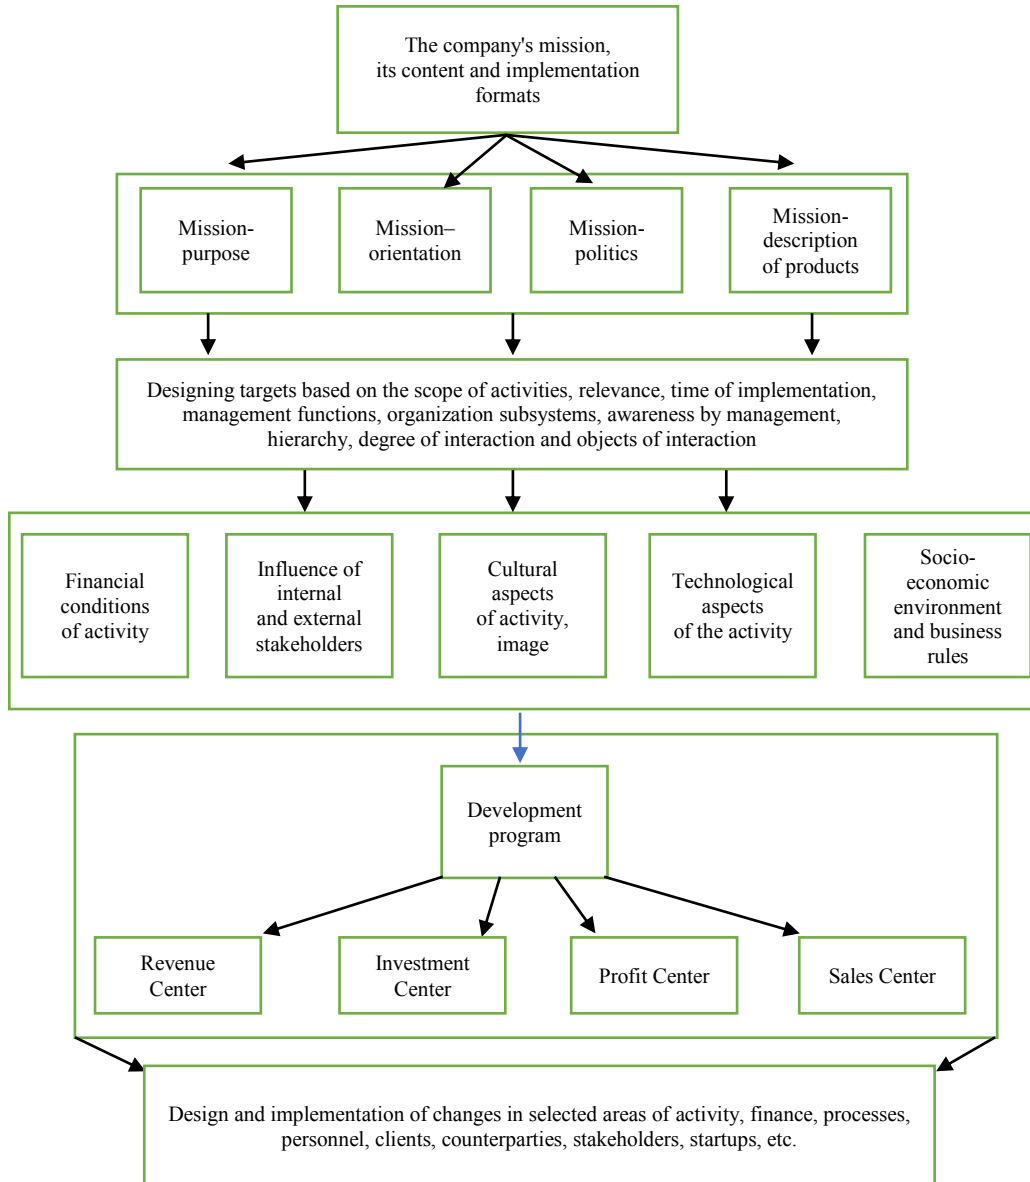 The company's mission,
its content and implementation
formats
Mission-
purpose
Mission–
orientation
Mission-
politics
Mission-
description
of products
Designing targets based on the scope of activities, relevance, time of implementation,
management functions, organization subsystems, awareness by management,
hierarchy, degree of interaction and objects of interaction
Financial
conditions
of activity
Influence of
internal
and external
stakeholders
Cultural
aspects
of activity,
image
Technological
aspects
of the activity
Socio-
economic
environment
and business
rules
Development
program
Revenue
Center
Investment
Center
Profit Center
Sales Center
Design and implementation of changes in selected areas of activity, finance, processes,
personnel, clients, counterparties, stakeholders, startups, etc.